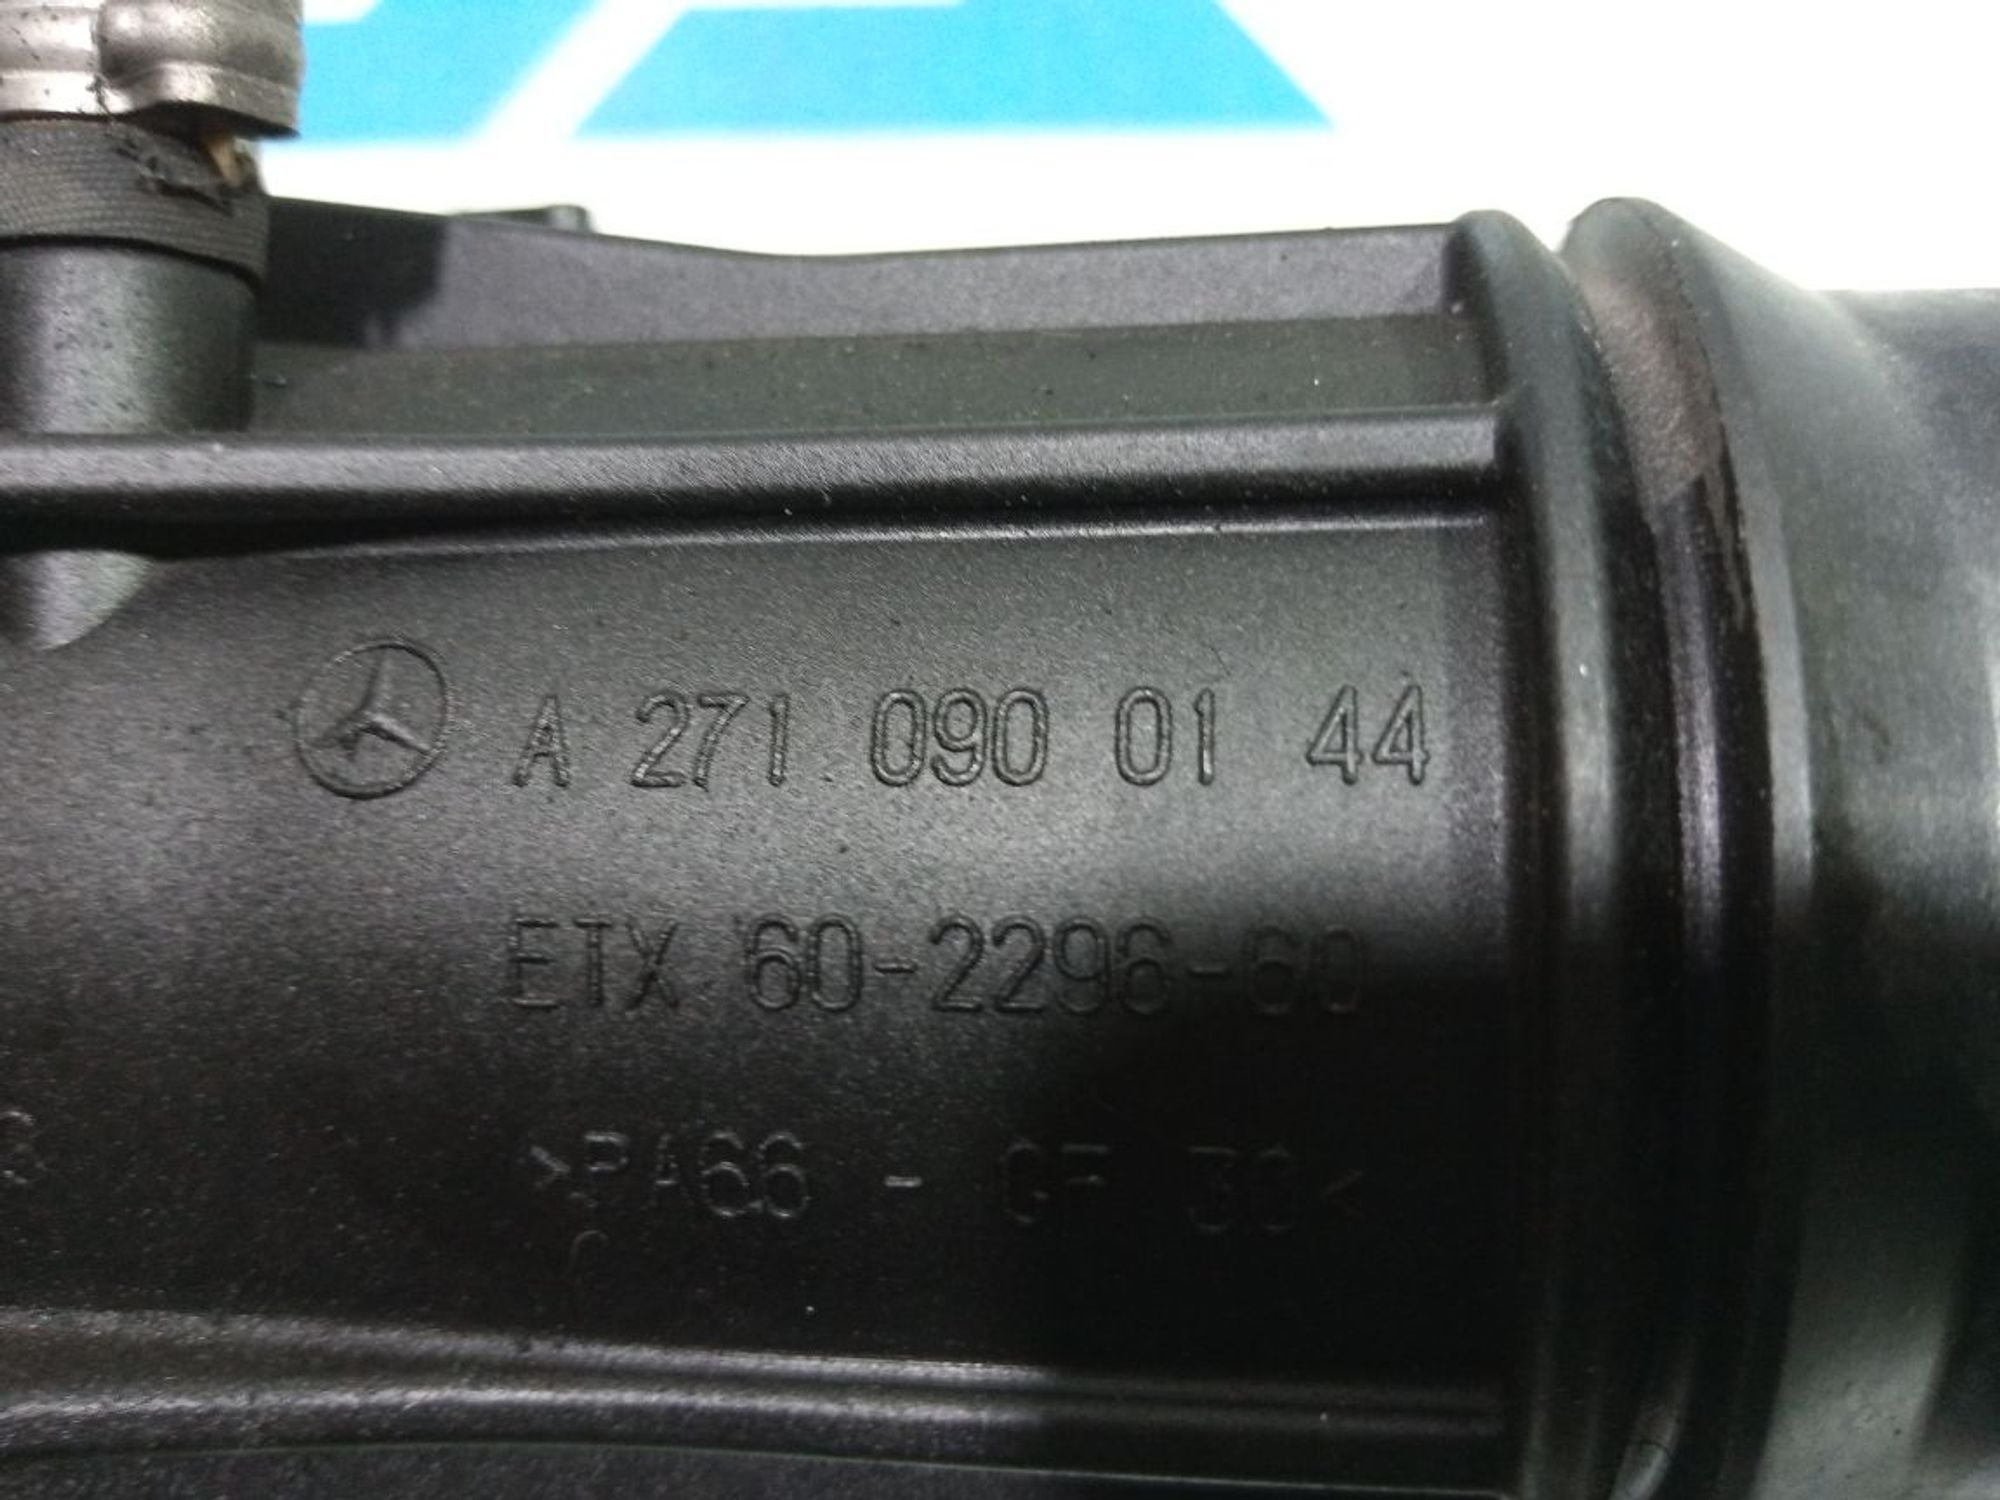 A 271 090 01 44
ETX 60-2296-60
>PA66 - GF 30<